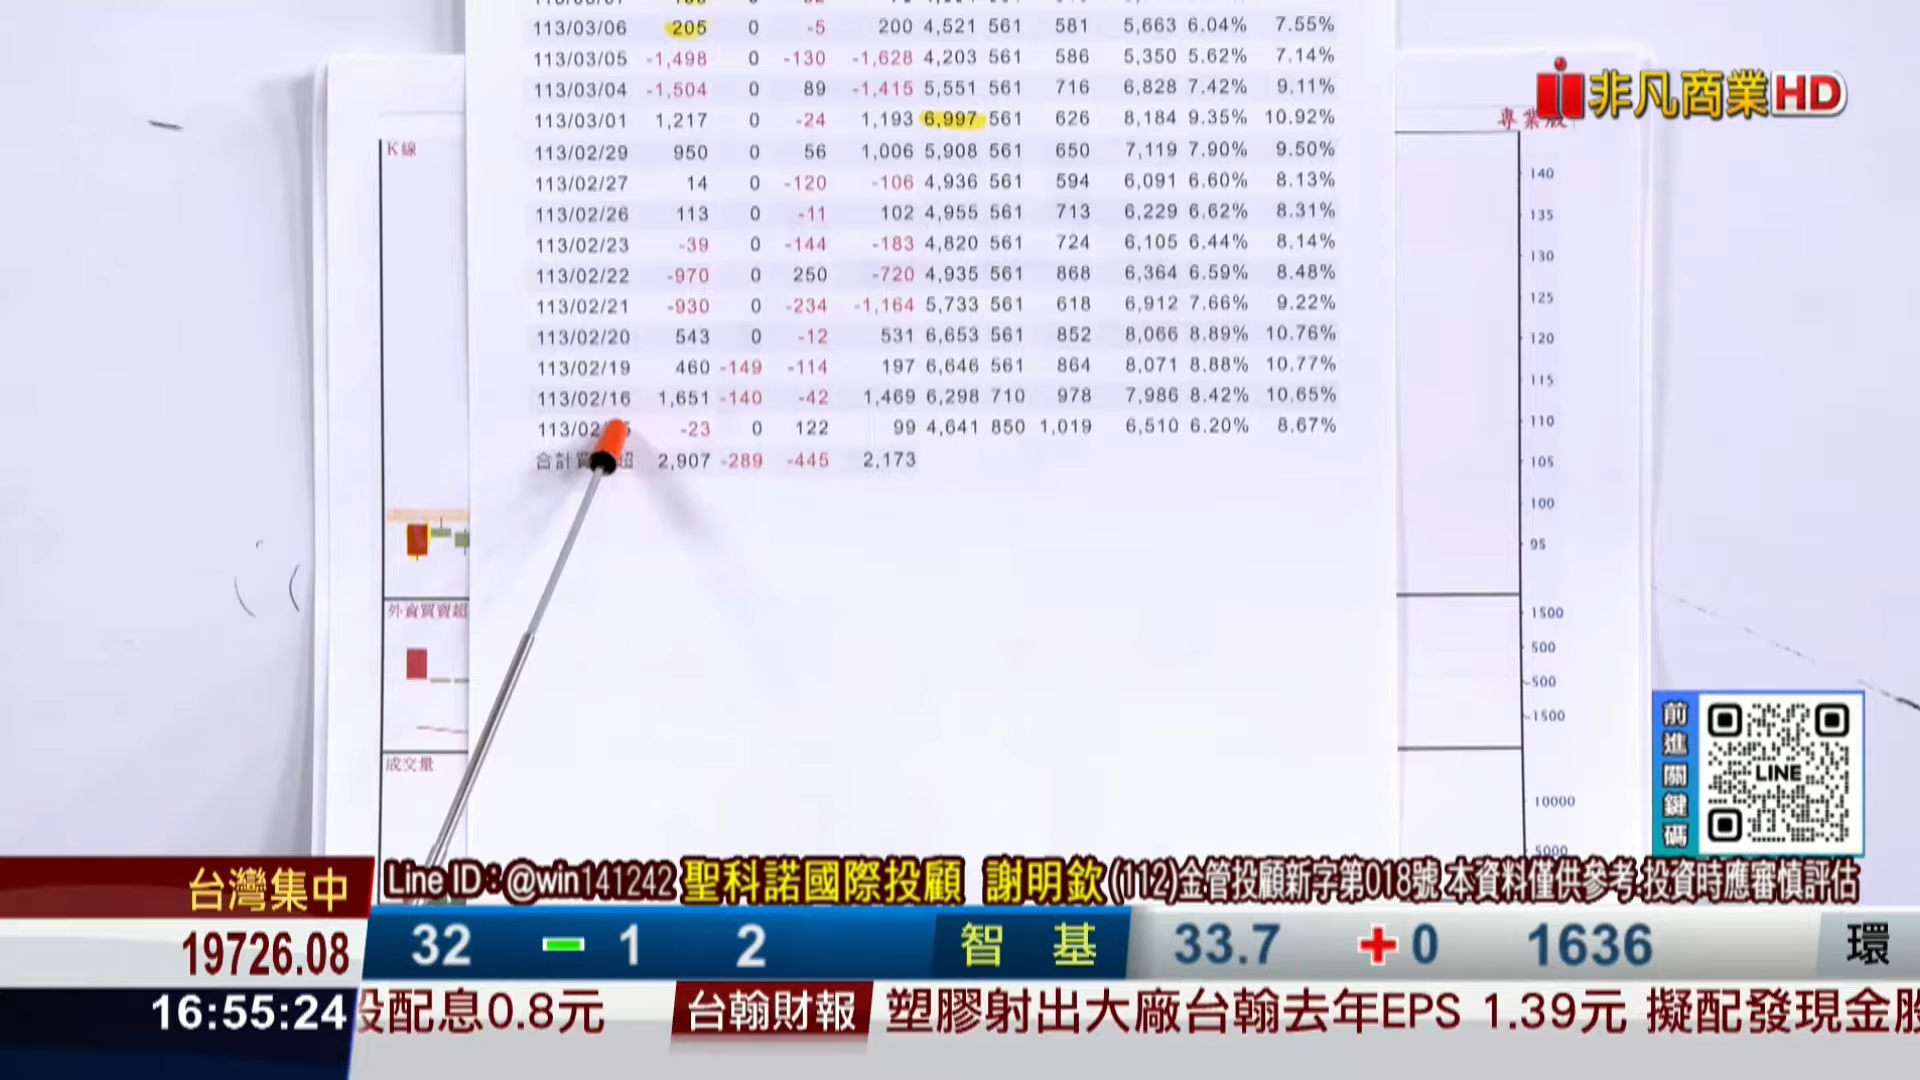 113/03/06 205 0 -5 200 4,521 561 581 5,663 6.04% 7.55%
113/03/05 -1,498 0 -130 -1,628 4,203 561 586 5,350 5.62% 7.14%
113/03/04 -1,504 0 89 -1,415 5,551 561 716 6,828 7.42% 9.11%
113/03/01 1,217 0 -24 1,193 6,997 561 626 8,184 9.35% 10.92%
113/02/29 950 0 56 1,006 5,908 561 650 7,119 7.90% 9.50%
113/02/27 14 0 -120 -106 4,936 561 594 6,091 6.60% 8.13%
113/02/26 113 0 -11 102 4,955 561 713 6,229 6.62% 8.31%
113/02/23 -39 0 -144 -183 4,820 561 724 6,105 6.44% 8.14%
113/02/22 -970 0 250 -720 4,935 561 868 6,364 6.59% 8.48%
113/02/21 -930 0 -234 -1,164 5,733 561 618 6,912 7.66% 9.22%
113/02/20 543 0 -12 531 6,653 561 852 8,066 8.89% 10.76%
113/02/19 460 -149 -114 197 6,646 561 864 8,071 8.88% 10.77%
113/02/16 1,651 -140 -42 1,469 6,298 710 978 7,986 8.42% 10.65%
113/02 -23 0 122 99 4,641 850 1,019 6,510 6.20% 8.67%
合計買 超 2,907 -289 -445 2,173
非凡商業HD
專業版
K線
140
135
130
125
120
115
110
105
100
95
外資買賣超
1500
500
-500
-1500
成交量
10000
5000
前進關鍵碼
LINE
Line ID:@win141242 聖科諾國際投顧 謝明欽 (112)金管投顧新字第018號 本資料僅供參考 投資時應審慎評估
台灣集中
19726.08
32 1 2 智基 33.7 0 1636 環
16:55:24
配息0.8元 台翰財報 塑膠射出大廠台翰去年EPS 1.39元 擬配發現金股